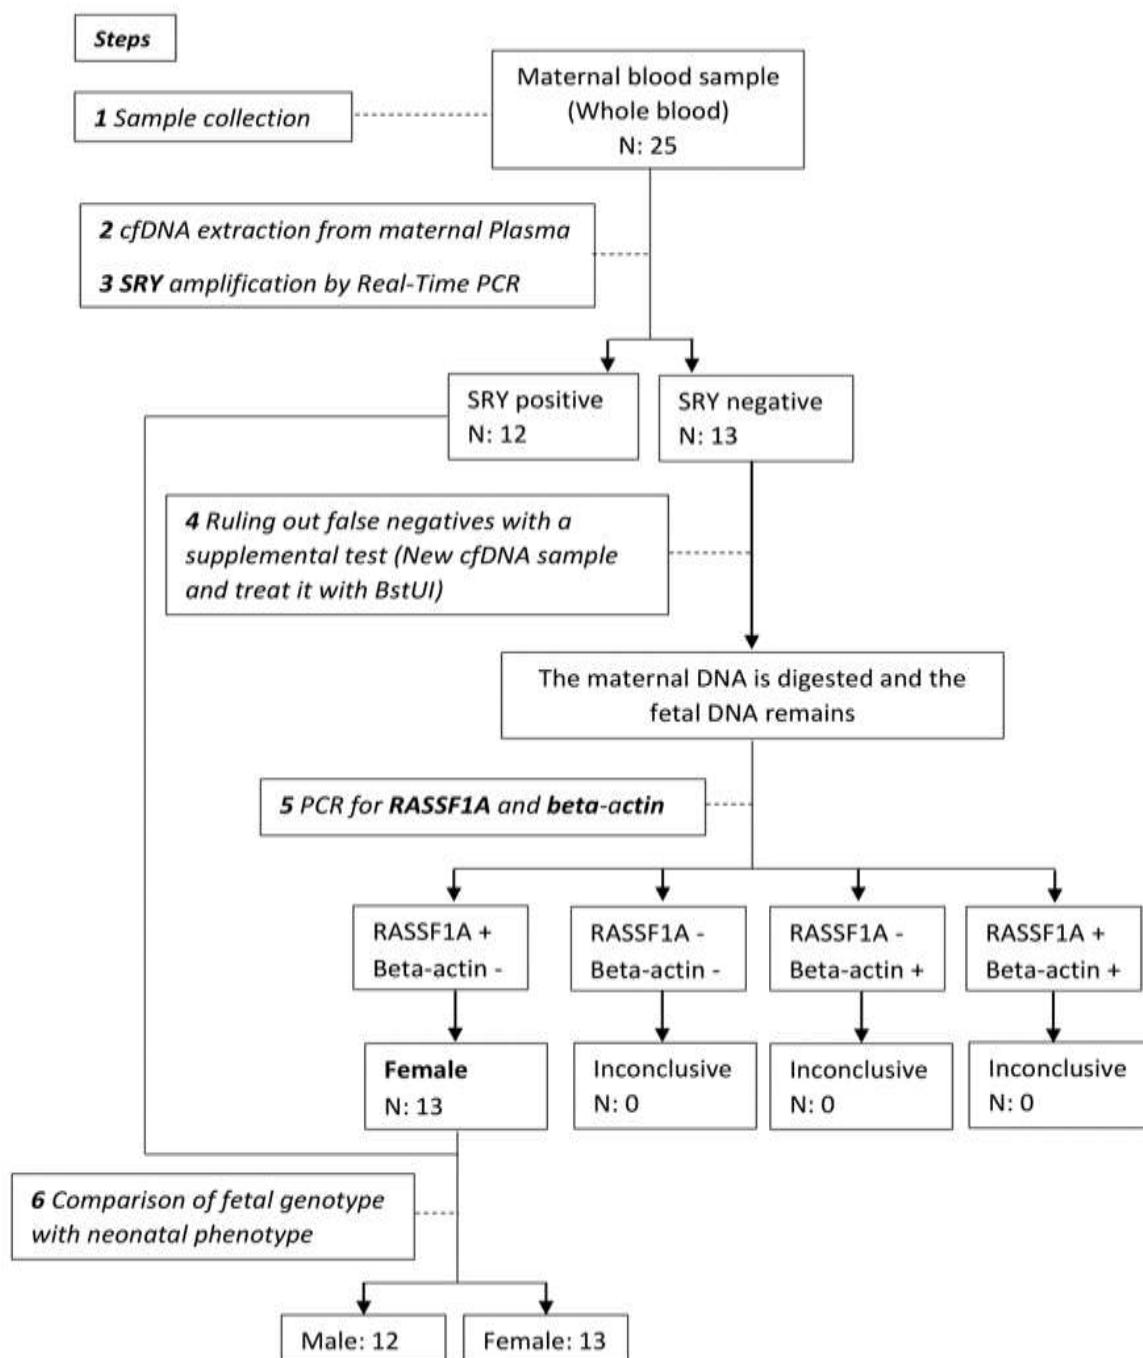 Steps
Maternal blood sample
(Whole blood)
N: 25
1 Sample collection
2 cfDNA extraction from maternal Plasma
3 SRY amplification by Real-Time PCR
SRY positive
N: 12
SRY negative
N: 13
4 Ruling out false negatives with a
supplemental test (New cfDNA sample
and treat it with BstUI)
The maternal DNA is digested and the
fetal DNA remains
5 PCR for RASSF1A and beta-actin
RASSF1A +
Beta-actin -
RASSF1A -
Beta-actin -
RASSF1A -
Beta-actin +
RASSF1A +
Beta-actin +
Female
N: 13
Inconclusive
N: 0
Inconclusive
N: 0
Inconclusive
N: 0
6 Comparison of fetal genotype
with neonatal phenotype
Male: 12
Female: 13